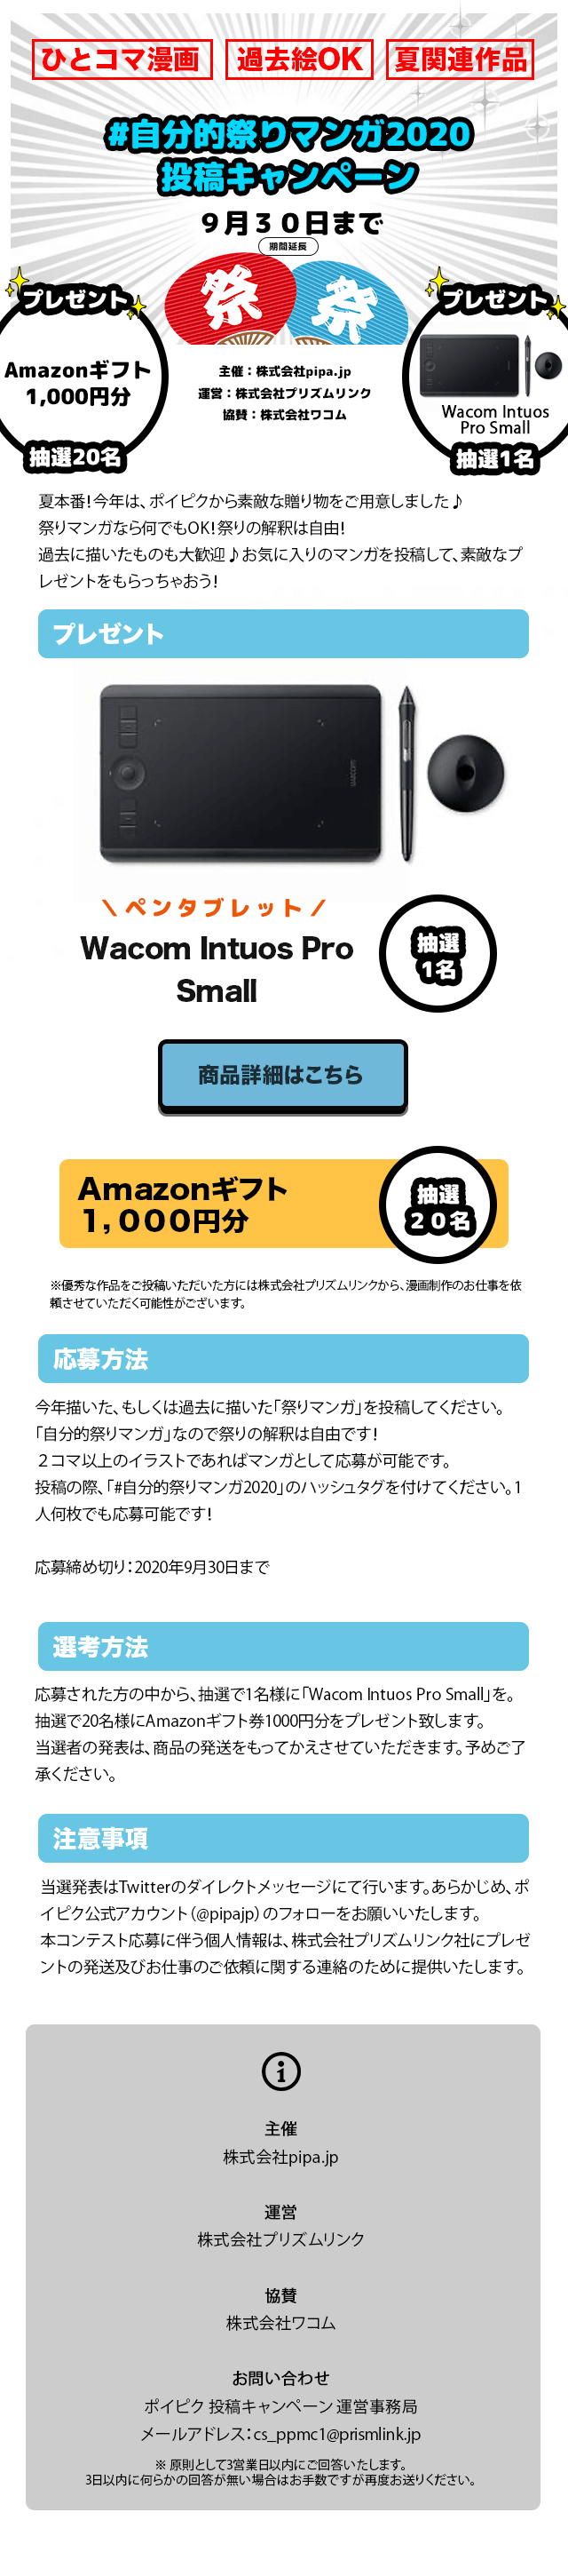 ひとコマ漫画 過去絵OK 夏関連作品
#自分的祭りマンガ2020
投稿キャンペーン
９月３０日まで
期間延長
祭 祭
プレゼント
Amazonギフト
1,000円分
抽選20名
主催：株式会社pipa.jp
運営：株式会社プリズムリンク
協賛：株式会社ワコム
プレゼント
Wacom Intuos
Pro Small
抽選1名
夏本番！今年は、ポイピクから素敵な贈り物をご用意しました♪
祭りマンガなら何でもOK！祭りの解釈は自由！
過去に描いたものも大歓迎♪お気に入りのマンガを投稿して、素敵なプ
レゼントをもらっちゃおう！
プレゼント
WACOM
＼ペンタブレット／
Wacom Intuos Pro
Small
抽選
1名
商品詳細はこちら
Amazonギフト
１，０００円分
抽選
２０名
※優秀な作品をご投稿いただいた方には株式会社プリズムリンクから、漫画制作のお仕事を依
頼させていただく可能性がございます。
応募方法
今年描いた、もしくは過去に描いた「祭りマンガ」を投稿してください。
「自分的祭りマンガ」なので祭りの解釈は自由です！
２コマ以上のイラストであればマンガとして応募が可能です。
投稿の際、「#自分的祭りマンガ2020」のハッシュタグを付けてください。1
人何枚でも応募可能です！
応募締め切り：2020年9月30日まで
選考方法
応募された方の中から、抽選で1名様に「Wacom Intuos Pro Small」を。
抽選で20名様にAmazonギフト券1000円分をプレゼント致します。
当選者の発表は、商品の発送をもってかえさせていただきます。予めご了
承ください。
注意事項
当選発表はTwitterのダイレクトメッセージにて行います。あらかじめ、ポ
イピク公式アカウント（@pipajp）のフォローをお願いいたします。
本コンテスト応募に伴う個人情報は、株式会社プリズムリンク社にプレゼ
ントの発送及びお仕事のご依頼に関する連絡のために提供いたします。
主催
株式会社pipa.jp
運営
株式会社プリズムリンク
協賛
株式会社ワコム
お問い合わせ
ポイピク 投稿キャンペーン 運営事務局
メールアドレス：cs_ppmc1@prismlink.jp
※ 原則として3営業日以内にご回答いたします。
3日以内に何らかの回答が無い場合はお手数ですが再度お送りください。